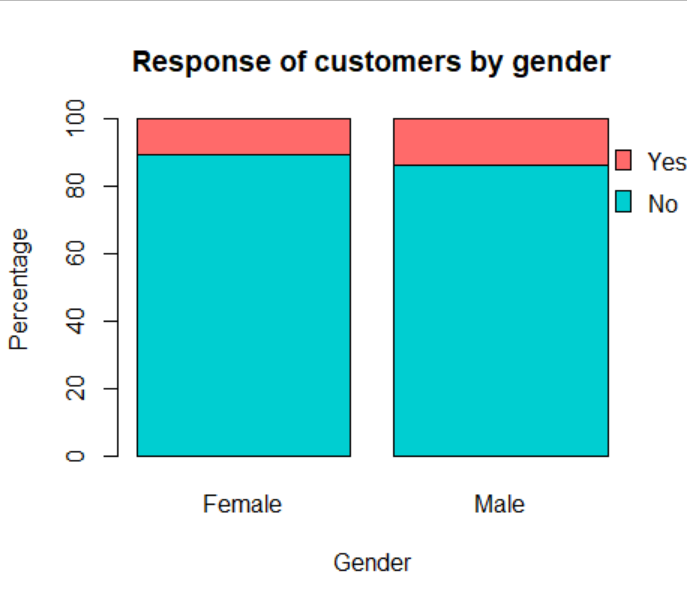 Response of customers by gender
Percentage
100
80
60
40
20
0
Yes
No
Female
Male
Gender